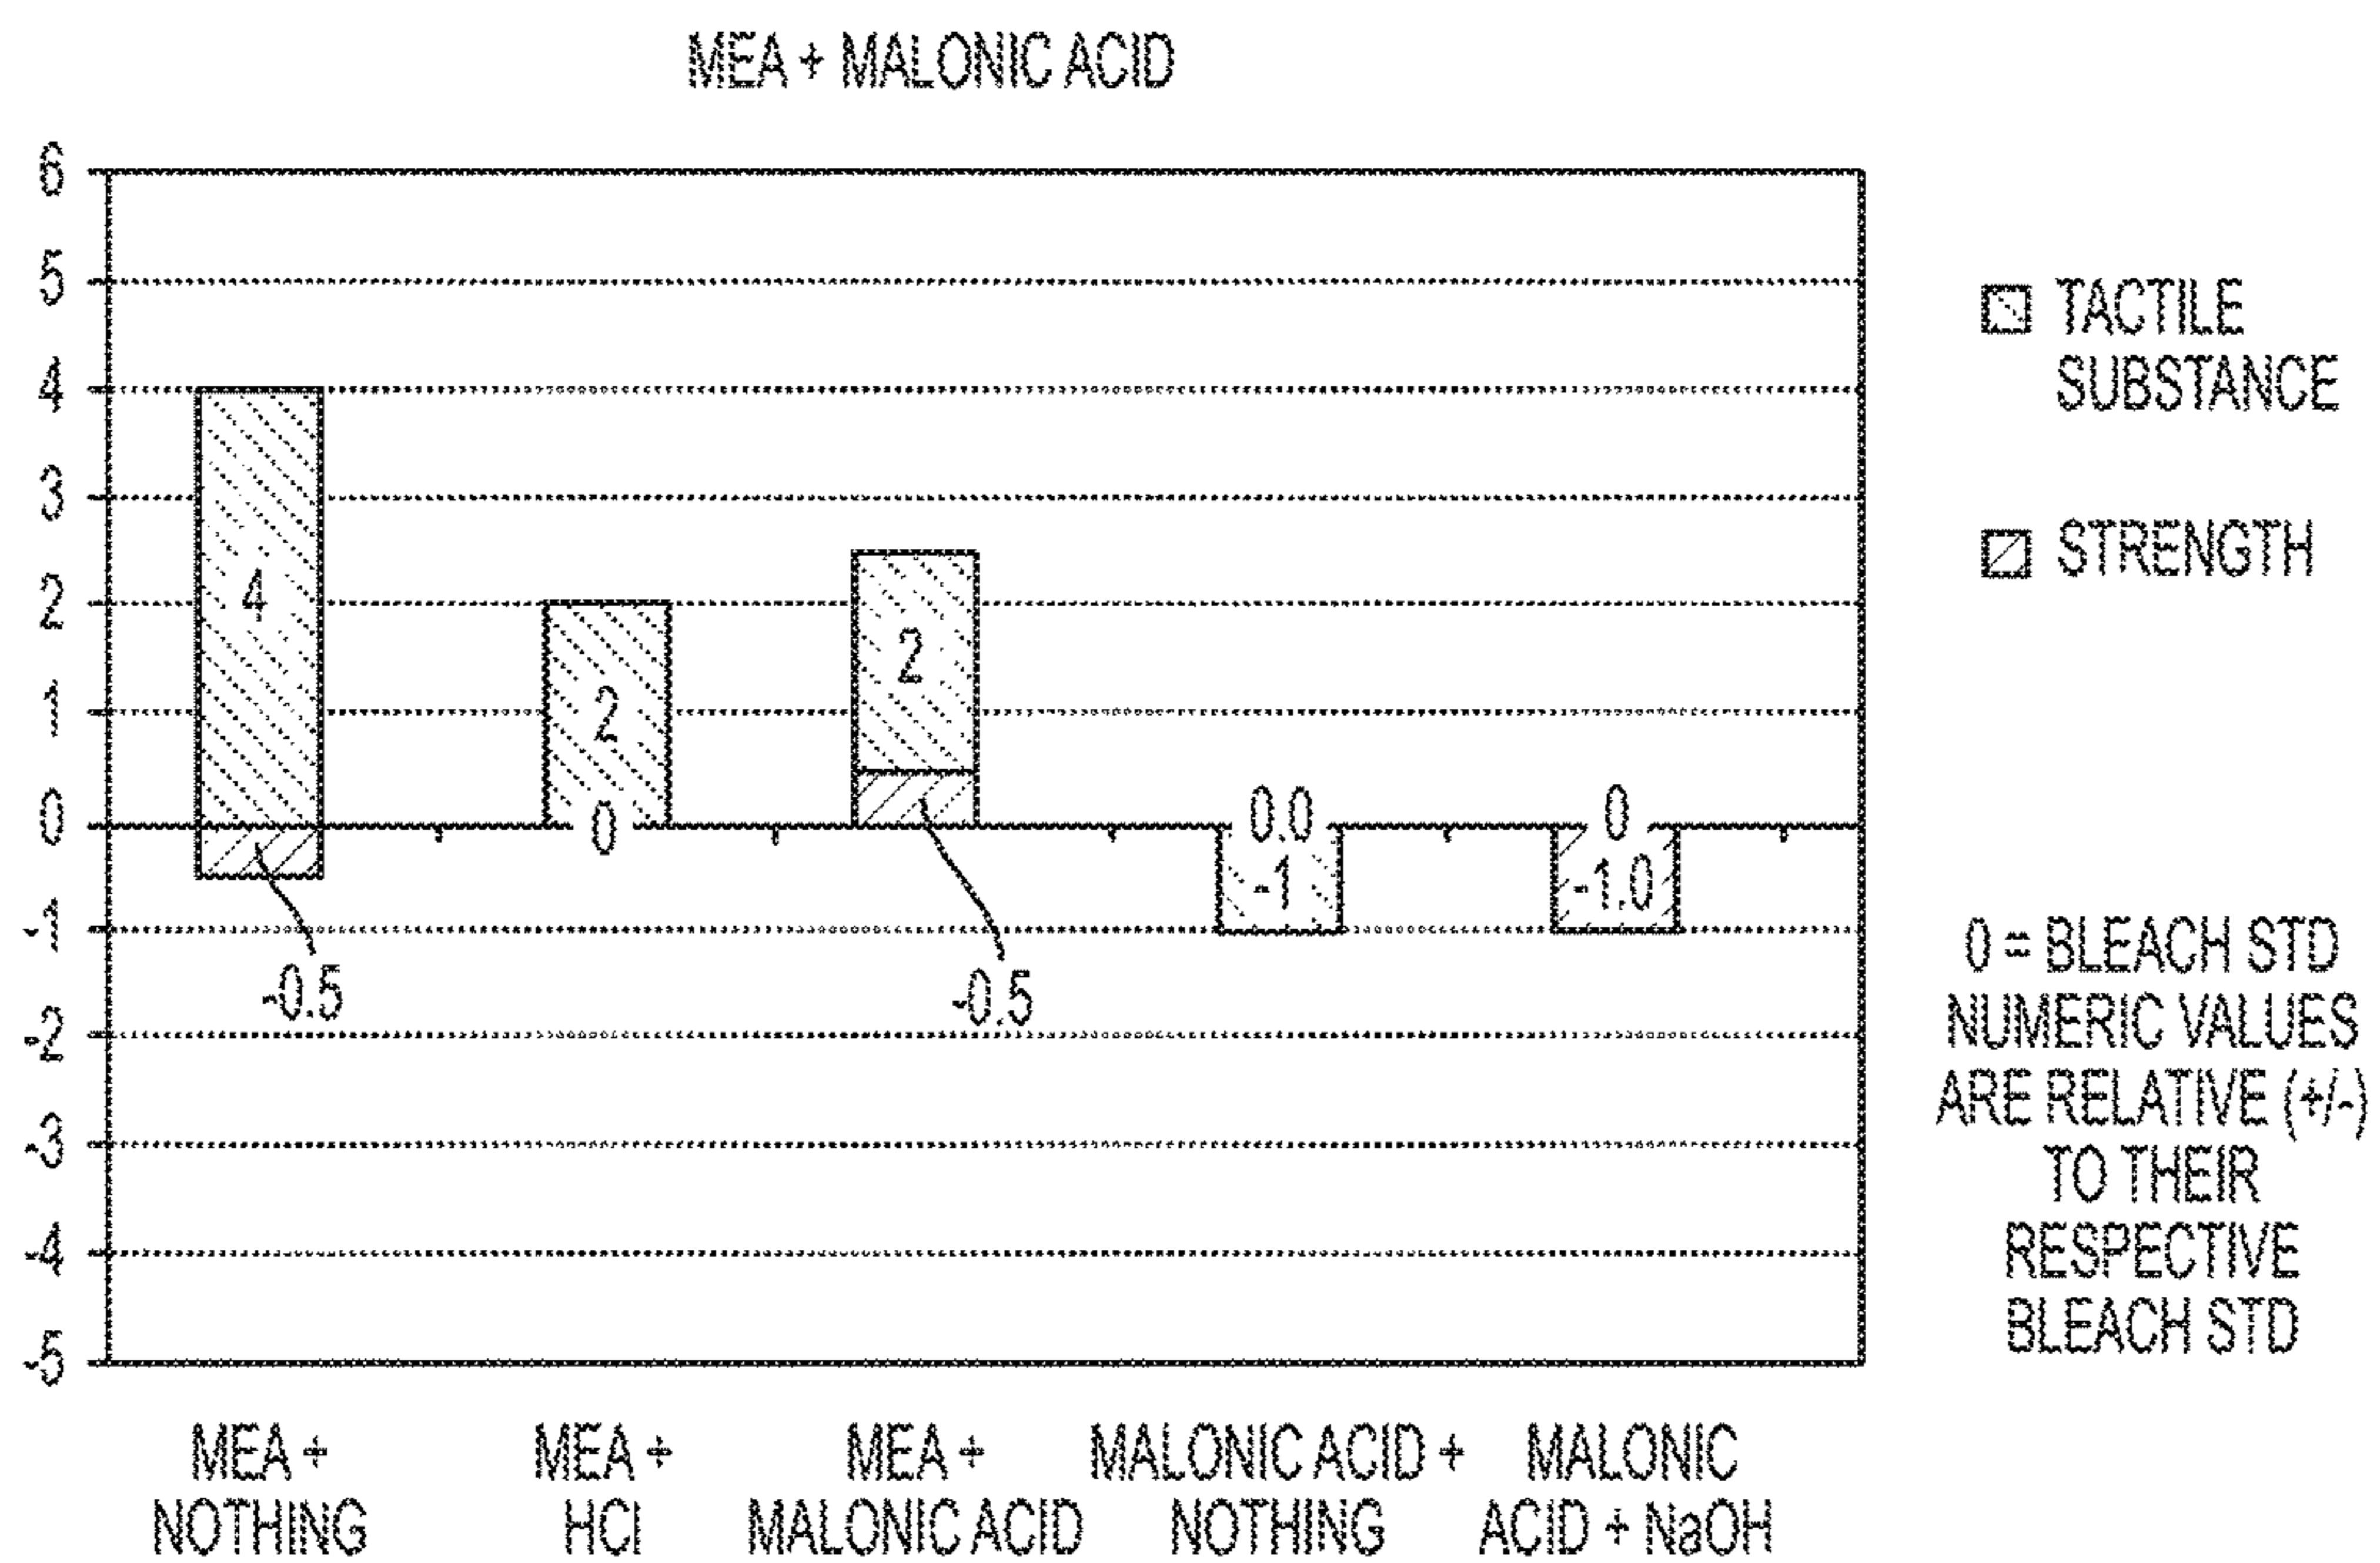 MEA + MALONIC ACID
6
5
4
3
2
1
0
-1
-2
-3
-4
-5
4
-0.5
2
0
2
-0.5
0.0
-1
0
-1.0
MEA +
NOTHING
MEA +
HCl
MEA +
MALONIC ACID
MALONIC ACID +
NOTHING
MALONIC
ACID + NaOH
TACTILE
SUBSTANCE
STRENGTH
0 = BLEACH STD
NUMERIC VALUES
ARE RELATIVE (+/-)
TO THEIR
RESPECTIVE
BLEACH STD